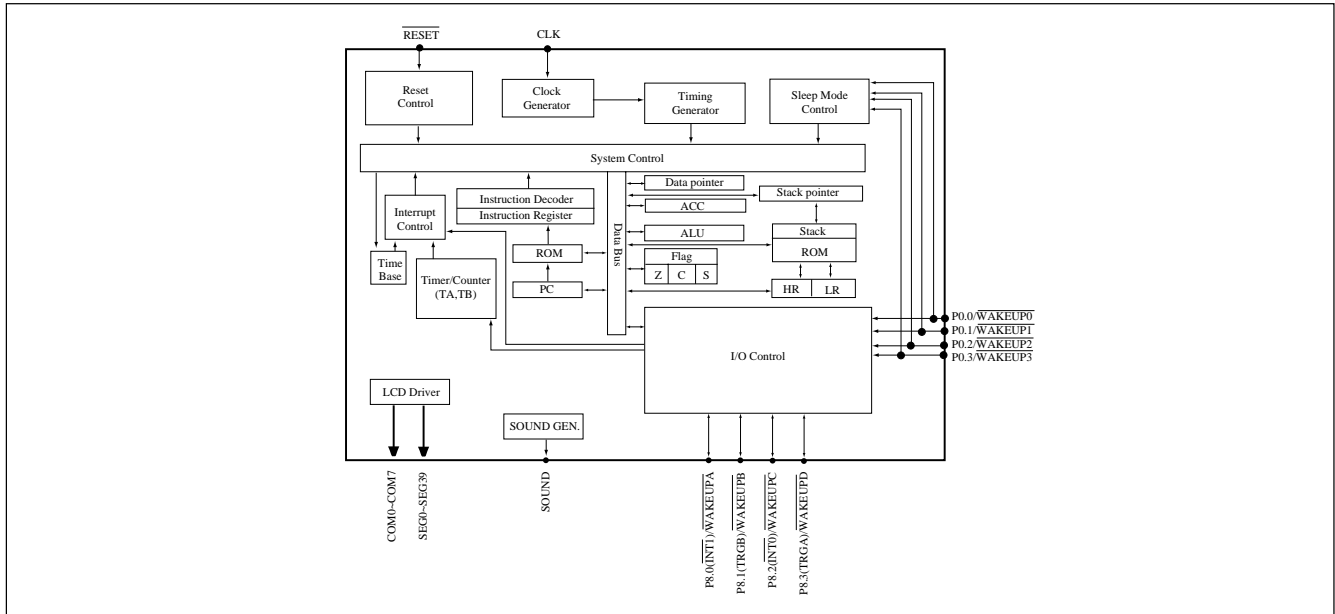 RESET
CLK
Reset
Control
Clock
Generator
Timing
Generator
Sleep Mode
Control
System Control
Interrupt
Control
Instruction Decoder
Instruction Register
Data Bus
Data pointer
Stack pointer
ACC
ALU
Stack
ROM
ROM
Flag
Z C S
Time
Base
Timer/Counter
(TA,TB)
PC
HR LR
P0.0/WAKEUP0
P0.1/WAKEUP1
P0.2/WAKEUP2
P0.3/WAKEUP3
I/O Control
LCD Driver
SOUND GEN.
COM0~COM7
SEG0~SEG39
SOUND
P8.0(INT1)/WAKEUPA
P8.1(TRGB)/WAKEUPB
P8.2(INT0)/WAKEUPC
P8.3(TRGA)/WAKEUPD